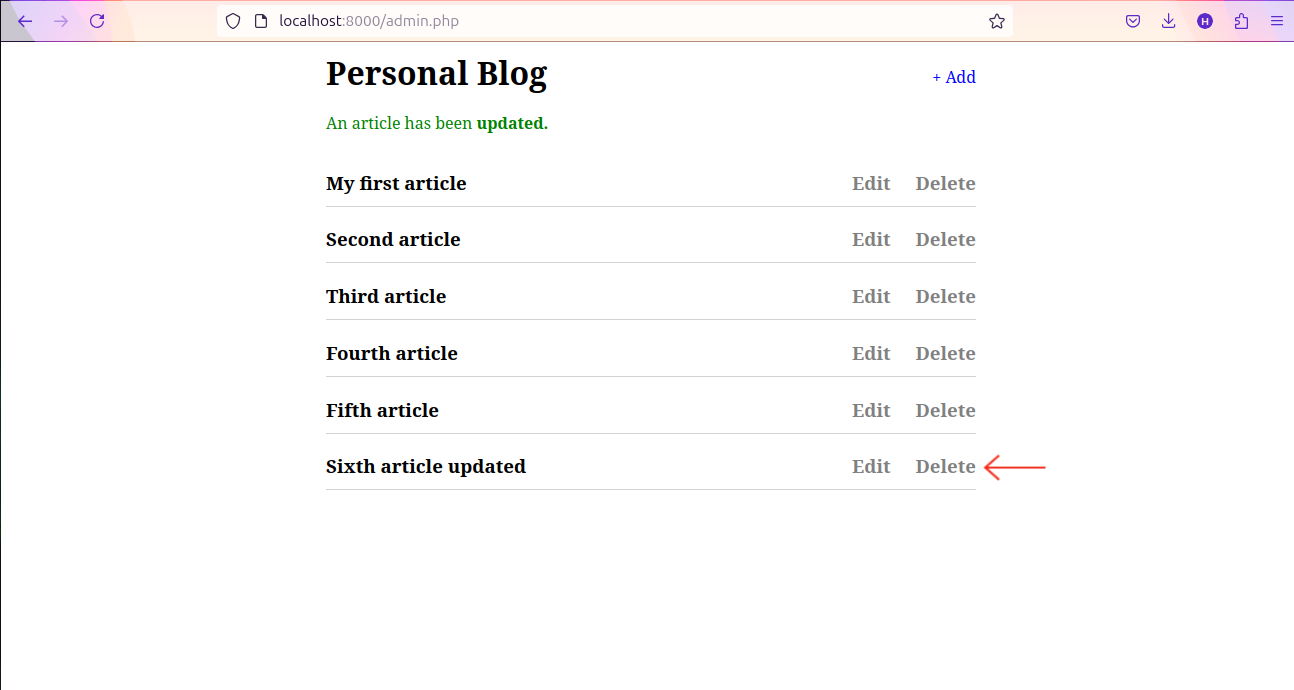 localhost:8000/admin.php
H
Personal Blog
+ Add
An article has been updated.
My first article Edit Delete
Second article Edit Delete
Third article Edit Delete
Fourth article Edit Delete
Fifth article Edit Delete
Sixth article updated Edit Delete